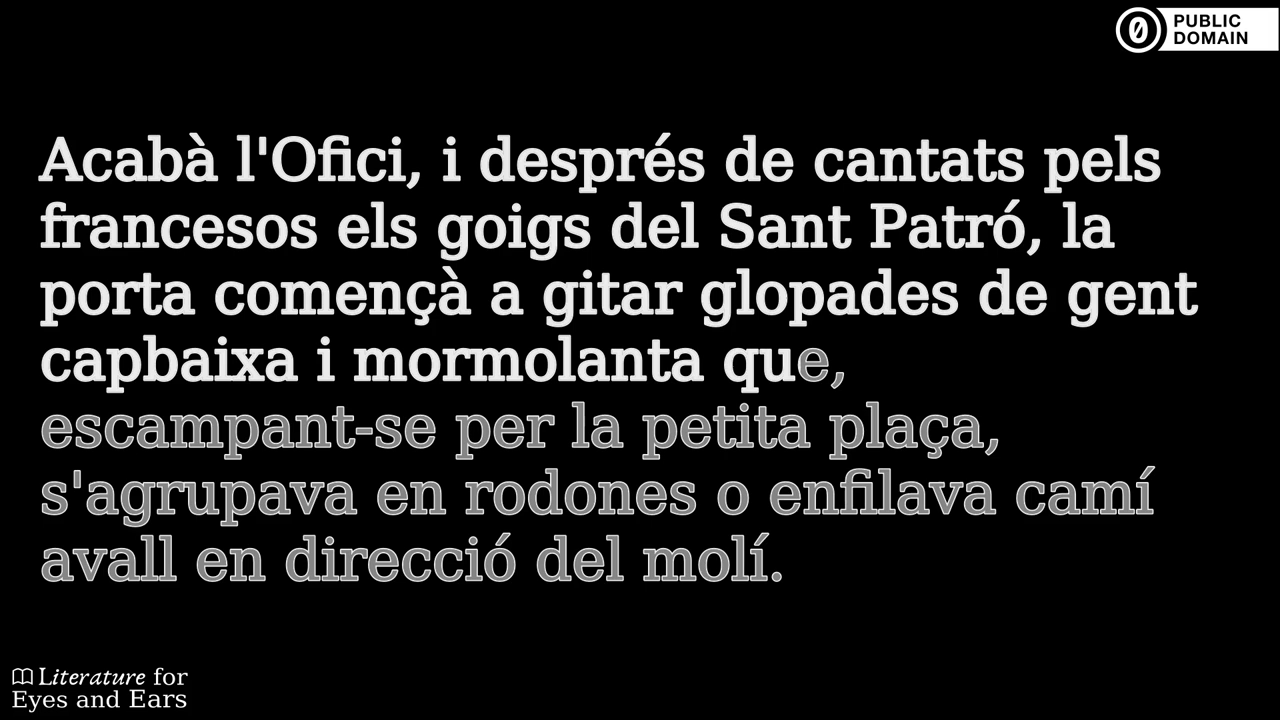 PUBLIC
DOMAIN
Acabà l'Ofici, i després de cantats pels
francesos els goigs del Sant Patró, la
porta començà a gitar glopades de gent
capbaixa i mormolanta que,
escampant-se per la petita plaça,
s'agrupava en rodones o enfilava camí
avall en direcció del molí.
Literature for
Eyes and Ears